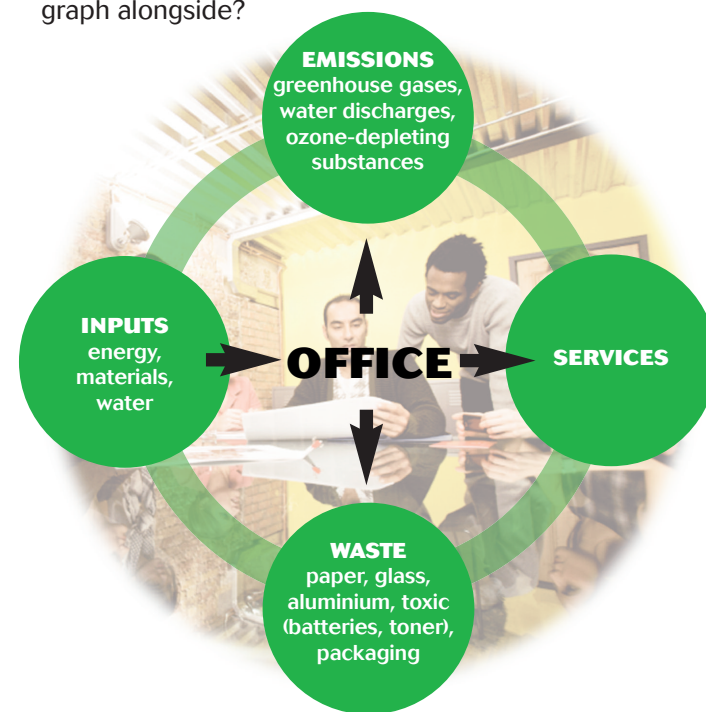 graph alongside?
EMISSIONS
greenhouse gases,
water discharges,
ozone-depleting
substances
INPUTS
energy,
materials,
water
OFFICE
SERVICES
WASTE
paper, glass,
aluminium, toxic
(batteries, toner),
packaging